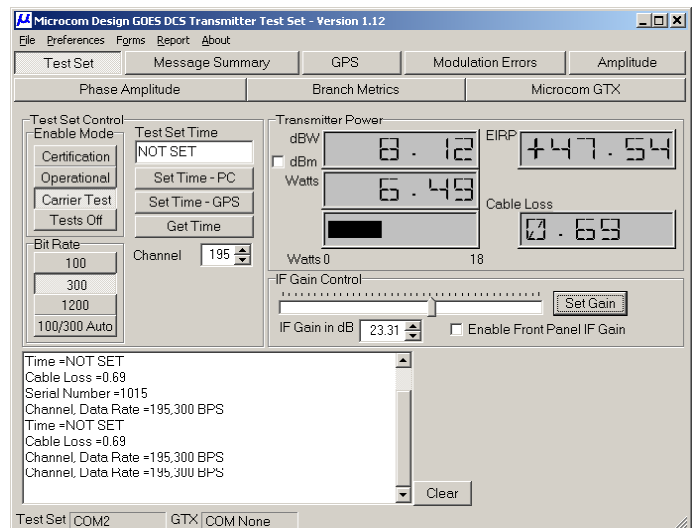 Microcom Design GOES DCS Transmitter Test Set - Version 1.12
File Preferences Forms Report About
Test Set Message Summary GPS Modulation Errors Amplitude
Phase Amplitude Branch Metrics Microcom GTX
Test Set Control
Enable Mode
Certification
Operational
Carrier Test
Tests Off
Bit Rate
100
300
1200
100/300 Auto
Test Set Time
NOT SET
Set Time - PC
Set Time - GPS
Get Time
Channel 195
Transmitter Power
dBW 8.12
dBm
Watts 6.49
Watts 0 18
EIRP +47.54
Cable Loss
0.69
IF Gain Control
Set Gain
IF Gain in dB 23.31 Enable Front Panel IF Gain
Time =NOT SET
Cable Loss =0.69
Serial Number =1015
Channel, Data Rate =195,300 BPS
Time =NOT SET
Cable Loss =0.69
Channel, Data Rate =195,300 BPS
Channel, Data Rate =195,300 BPS
Clear
Test Set COM2 GTX COM None